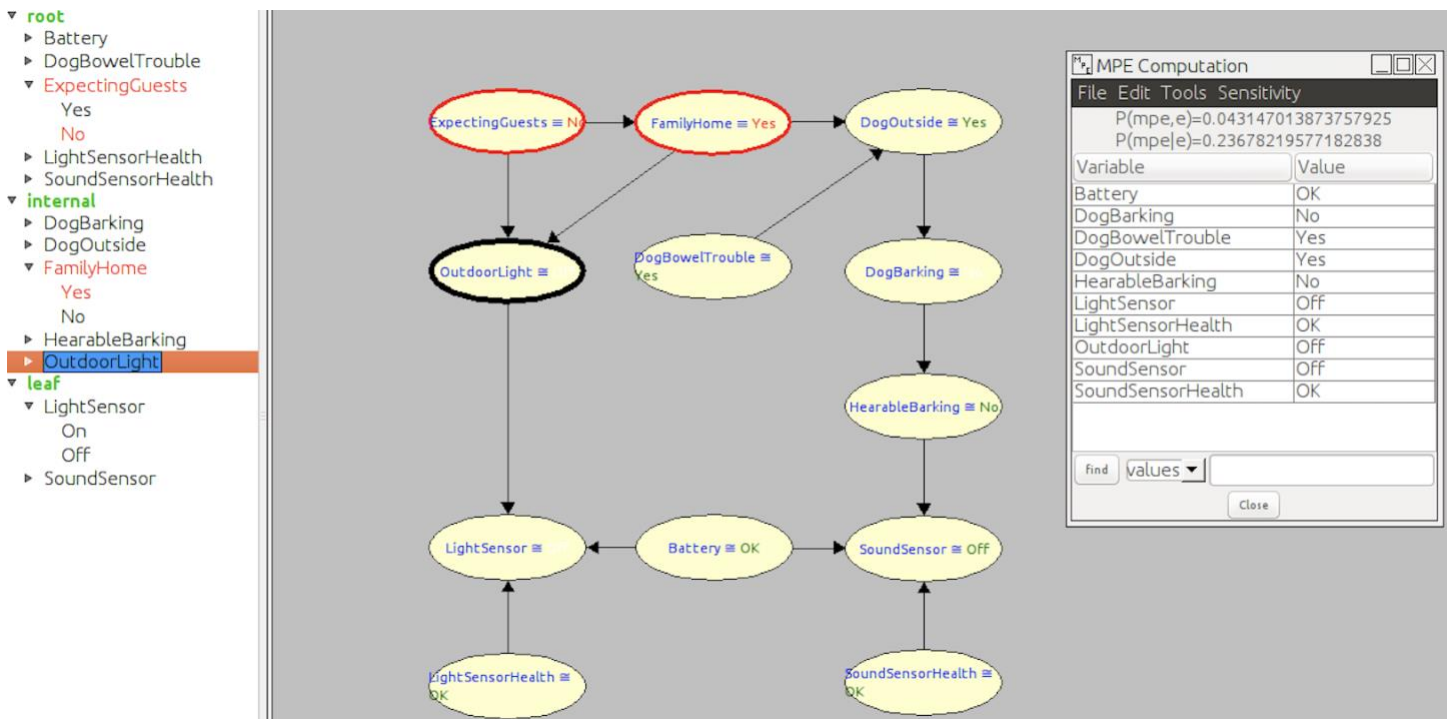 root
Battery
DogBowelTrouble
ExpectingGuests
Yes
No
LightSensorHealth
SoundSensorHealth
internal
DogBarking
DogOutside
FamilyHome
Yes
No
HearableBarking
OutdoorLight
leaf
LightSensor
On
Off
SoundSensor
ExpectingGuests ≡ No
FamilyHome ≡ Yes
DogOutside ≅ Yes
OutdoorLight ≅
DogBowelTrouble ≅
Yes
DogBarking ≅
HearableBarking ≅ No
LightSensor ≅
Battery ≅ OK
SoundSensor ≅ Off
LightSensorHealth ≅
OK
SoundSensorHealth ≅
OK
MPE Computation
File Edit Tools Sensitivity
P(mpe,e)=0.043147013873757925
P(mpe|e)=0.23678219577182838
Variable Value
Battery OK
DogBarking No
DogBowelTrouble Yes
DogOutside Yes
HearableBarking No
LightSensor Off
LightSensorHealth OK
OutdoorLight Off
SoundSensor Off
SoundSensorHealth OK
find values
Close